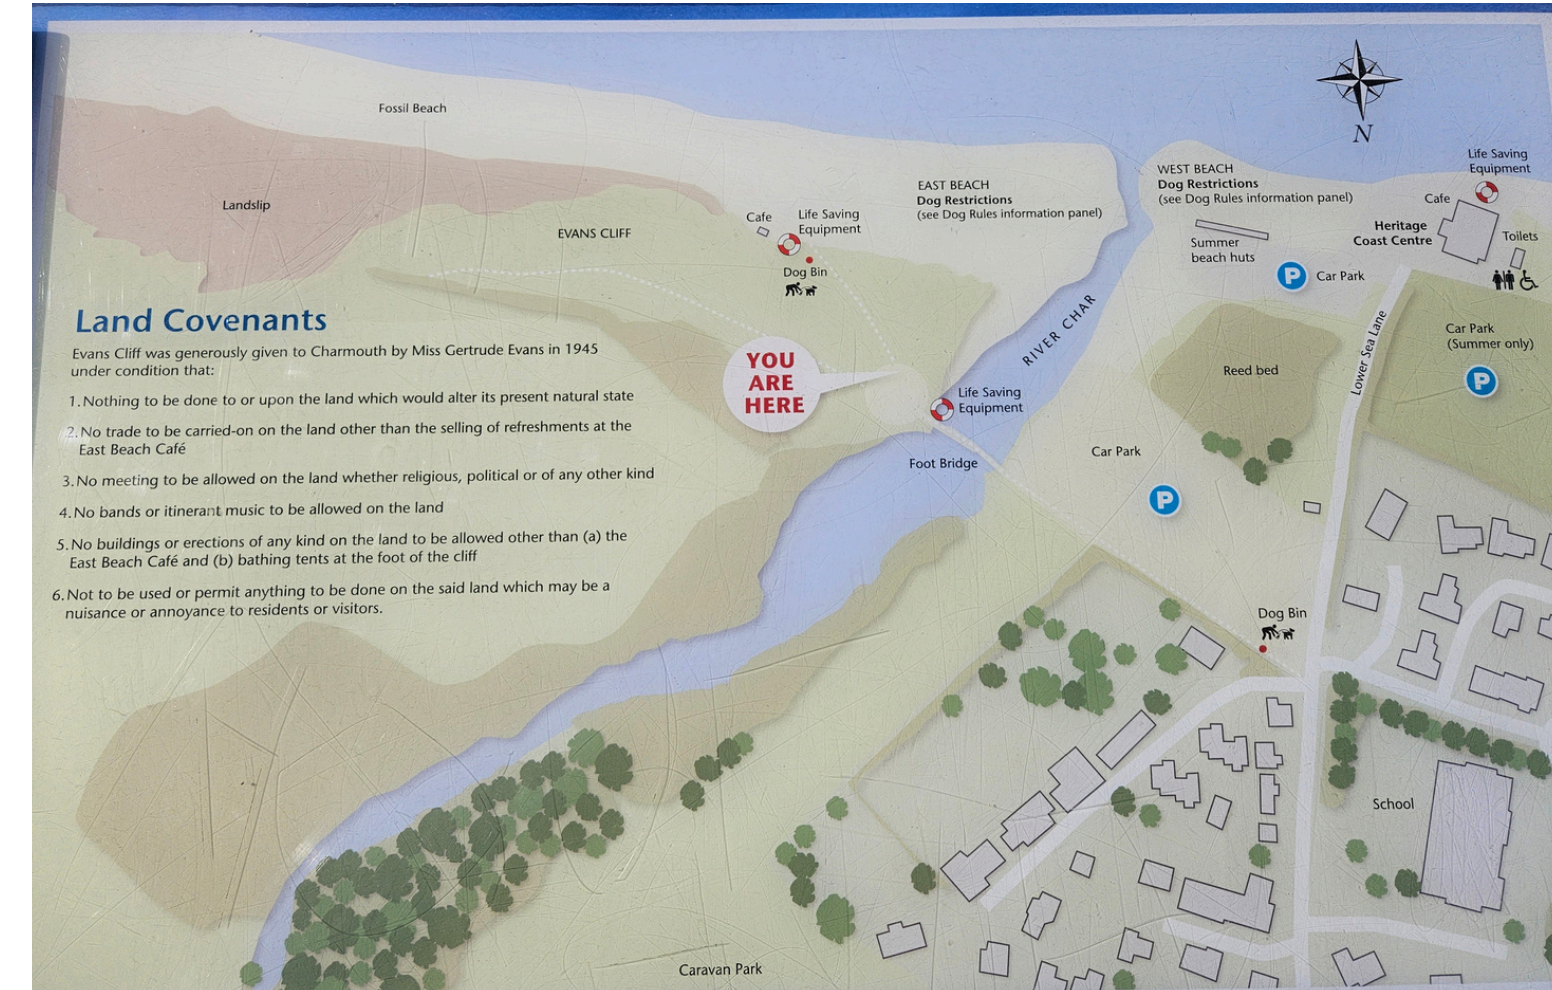 Fossil Beach
Landslip
EVANS CLIFF
Cafe
Life Saving
Equipment
Dog Bin
EAST BEACH
Dog Restrictions
(see Dog Rules information panel)
WEST BEACH
Dog Restrictions
(see Dog Rules information panel)
N
Life Saving
Equipment
Cafe
Heritage
Coast Centre
Toilets
Summer
beach huts
P
Car Park
RIVER CHAR
Lower Sea Lane
Car Park
(Summer only)
P
Reed bed
YOU
ARE
HERE
Life Saving
Equipment
Foot Bridge
Car Park
P
Dog Bin
School
Caravan Park
Land Covenants
Evans Cliff was generously given to Charmouth by Miss Gertrude Evans in 1945
under condition that:
1. Nothing to be done to or upon the land which would alter its present natural state
2. No trade to be carried-on on the land other than the selling of refreshments at the
East Beach Café
3. No meeting to be allowed on the land whether religious, political or of any other kind
4. No bands or itinerant music to be allowed on the land
5. No buildings or erections of any kind on the land to be allowed other than (a) the
East Beach Café and (b) bathing tents at the foot of the cliff
6. Not to be used or permit anything to be done on the said land which may be a
nuisance or annoyance to residents or visitors.